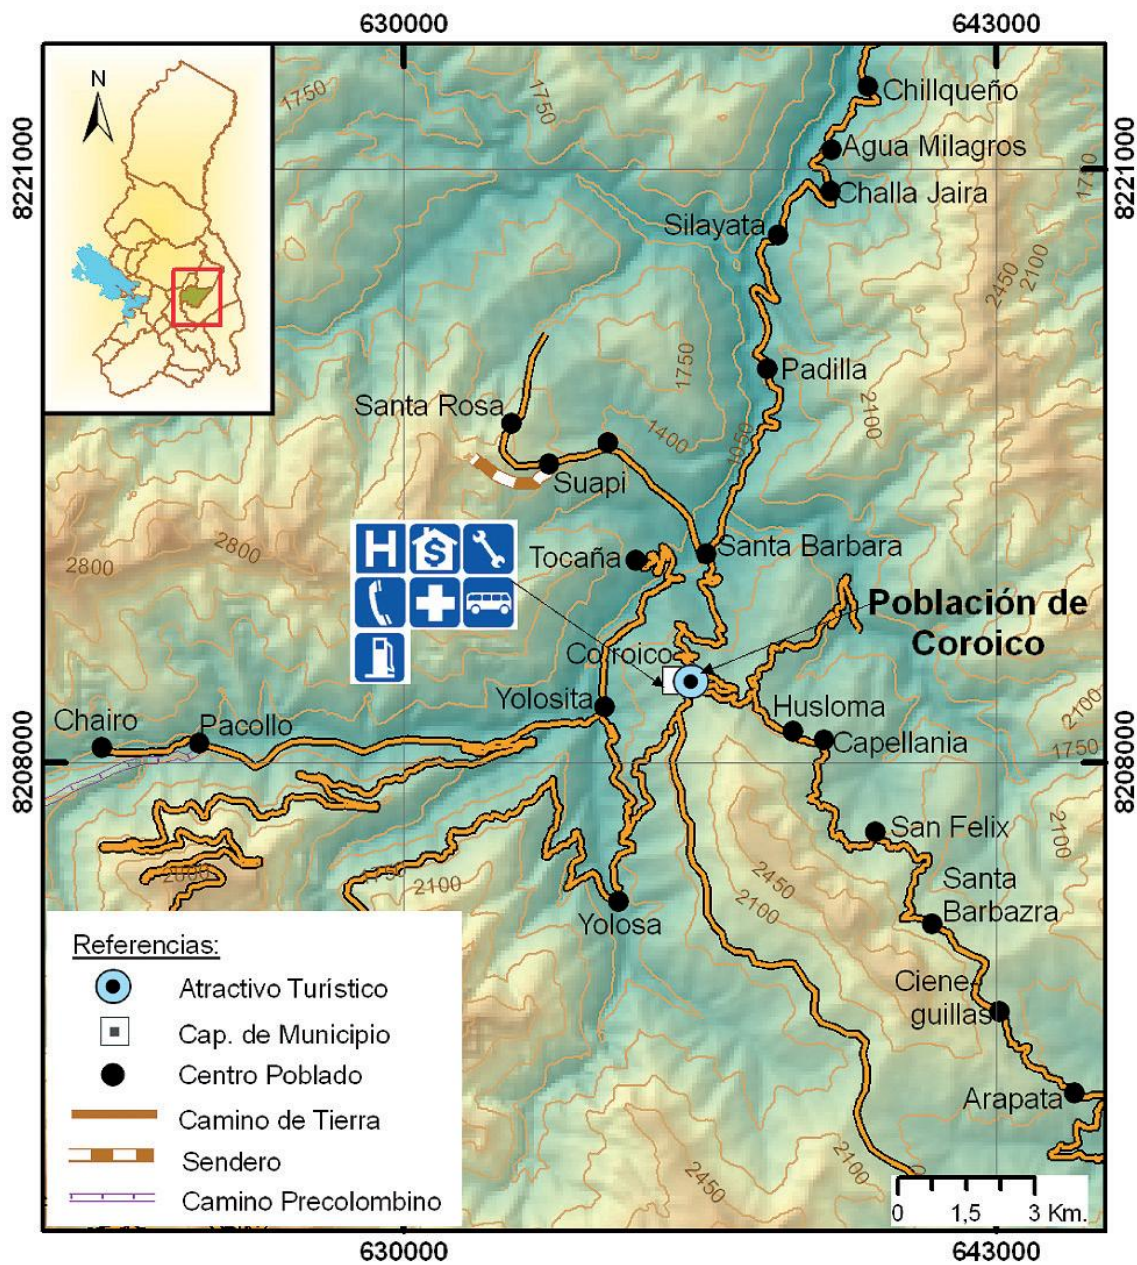 630000
643000
N
1750
1750
Chillqueño
Agua Milagros
8221000
8221000
1750
Challa Jaira
Silayata
2450
2100
1750
Padilla
2100
Santa Rosa
1400
1050
Suapi
2800
2800
H
$
Tocaña
Santa Barbara
Población de
Coroico
Coroico
Yolosita
2100
1750
Chairo
Pacollo
Husloma
Capellania
8208000
8208000
San Felix
2100
2450
2100
1750
2100
2800
Santa
Barbazra
Yolosa
Ciene-
guillas
Arapata
2100
2450
Referencias:
Atractivo Turístico
Cap. de Municipio
Centro Poblado
Camino de Tierra
Sendero
Camino Precolombino
0 1,5 3 Km.
630000
643000